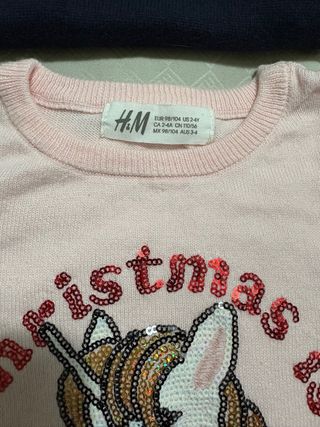 H&M
EUR 98/104 US 2-4Y
CA 2-4A CN 110/56
MX 98/104 AUS 3-4
hristmas